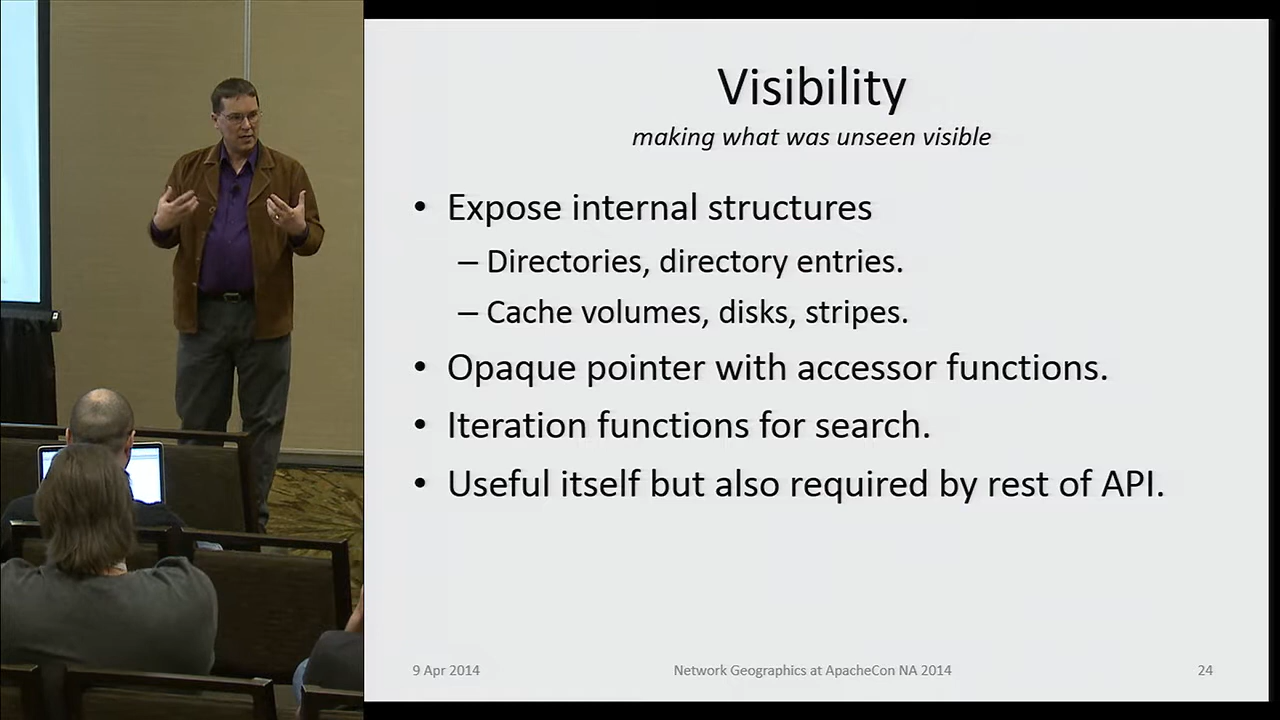 Visibility
making what was unseen visible
• Expose internal structures
– Directories, directory entries.
– Cache volumes, disks, stripes.
• Opaque pointer with accessor functions.
• Iteration functions for search.
• Useful itself but also required by rest of API.
9 Apr 2014
Network Geographics at ApacheCon NA 2014
24